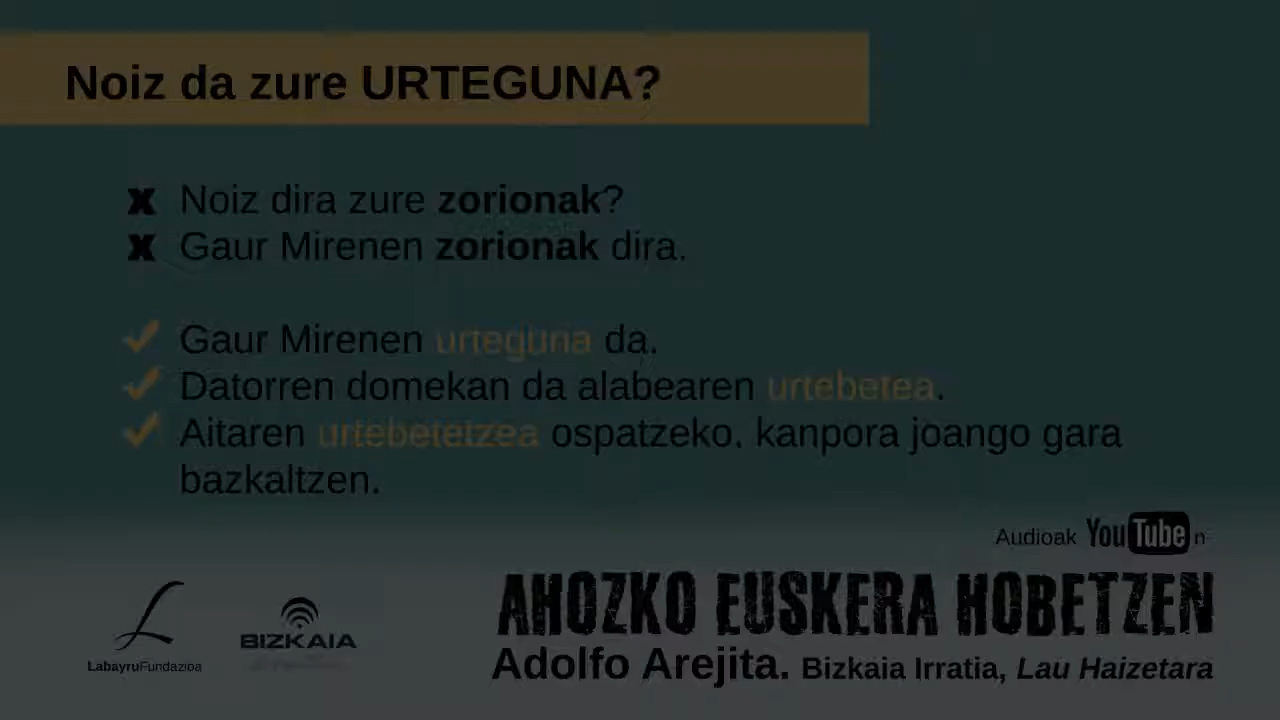 Noiz da zure URTEGUNA?
x Noiz dira zure zorionak?
x Gaur Mirenen zorionak dira.
✓ Gaur Mirenen urteguna da.
✓ Datorren domekan da alabearen urtebetea.
✓ Aitaren urtebetetzea ospatzeko. kanpora joango gara
bazkaltzen.
Audioak YouTube n
AHOZKO EUSKERA HOBETZEN
Adolfo Arejita. Bizkaia Irratia, Lau Haizetara
L
LabayruFundazioa
BIZKAIA